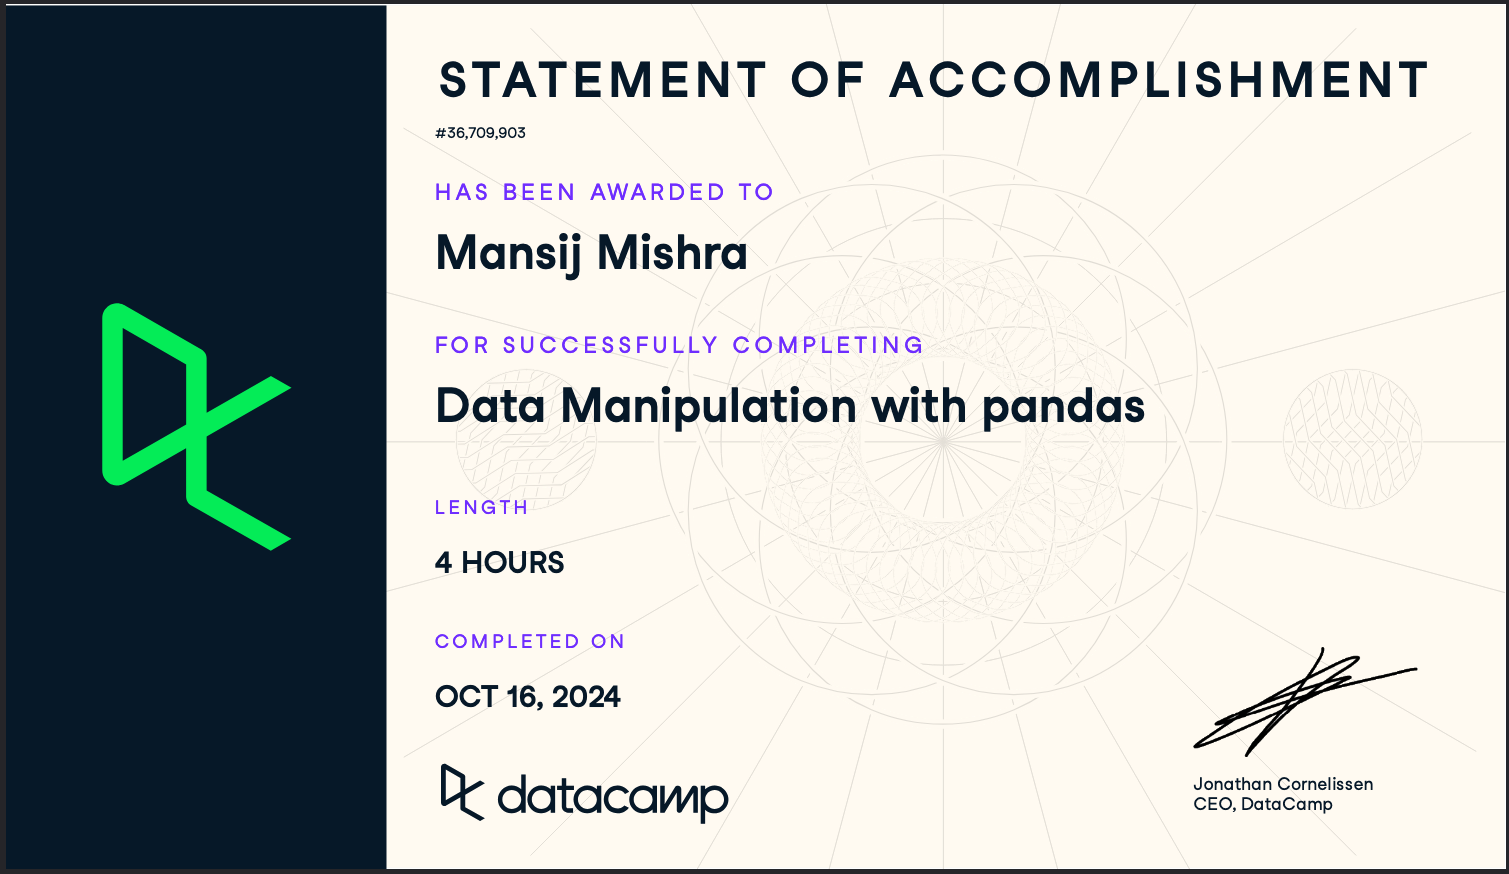 STATEMENT OF ACCOMPLISHMENT
#36,709,903
HAS BEEN AWARDED TO
Mansij Mishra
FOR SUCCESSFULLY COMPLETING
Data Manipulation with pandas
LENGTH
4 HOURS
COMPLETED ON
OCT 16, 2024
datacamp
Jonathan Cornelissen
CEO, DataCamp